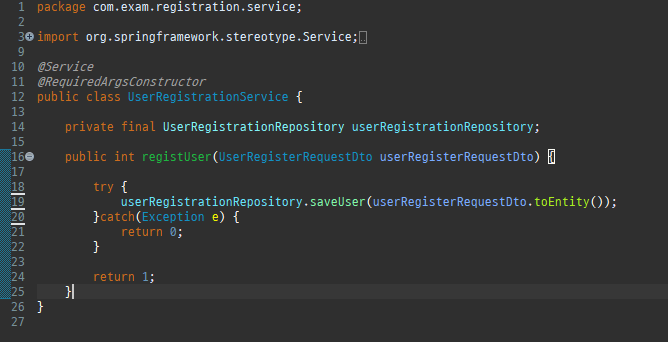 1 package com.exam.registration.service;
2
3 import org.springframework.stereotype.Service;
9
10 @Service
11 @RequiredArgsConstructor
12 public class UserRegistrationService {
13
14 private final UserRegistrationRepository userRegistrationRepository;
15
16 public int registUser(UserRegisterRequestDto userRegisterRequestDto) {
17
18 try {
19 userRegistrationRepository.saveUser(userRegisterRequestDto.toEntity());
20 }catch(Exception e) {
21 return 0;
22 }
23
24 return 1;
25 }
26 }
27